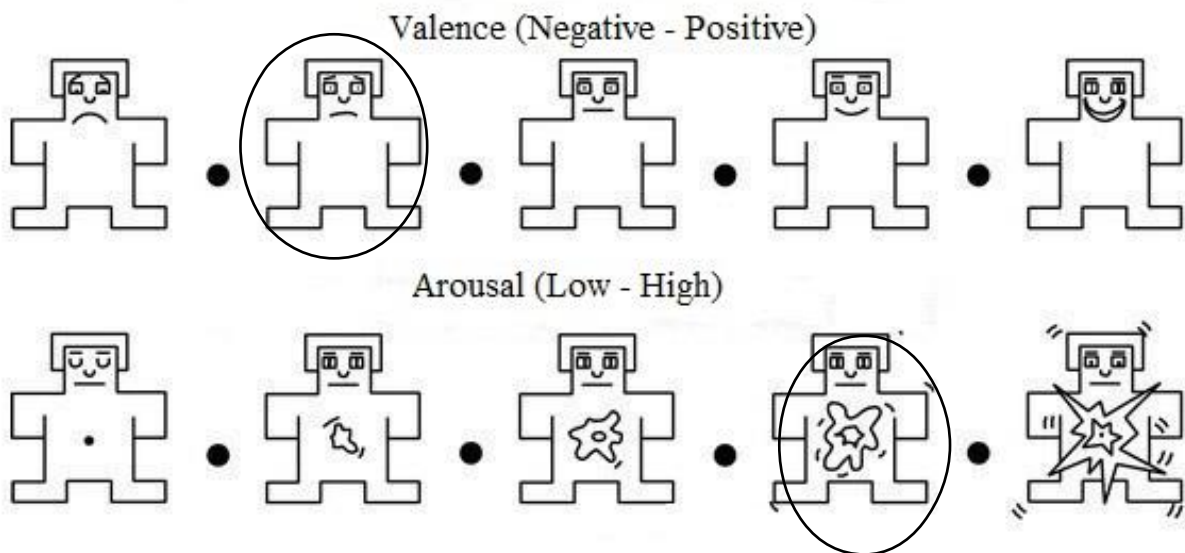 Valence (Negative - Positive)
Arousal (Low - High)